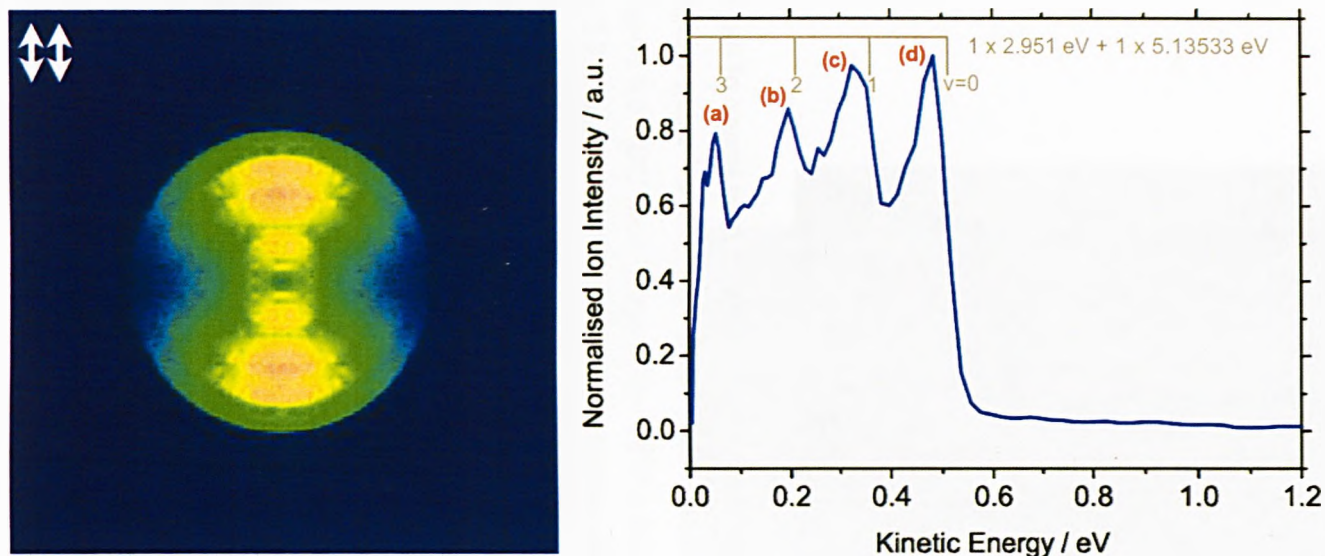 1.0
0.8
0.6
0.4
0.2
0.0
Normalised Ion Intensity / a.u.
3
2
1
v=0
1 x 2.951 eV + 1 x 5.13533 eV
(a)
(b)
(c)
(d)
0.0
0.2
0.4
0.6
0.8
1.0
1.2
Kinetic Energy / eV